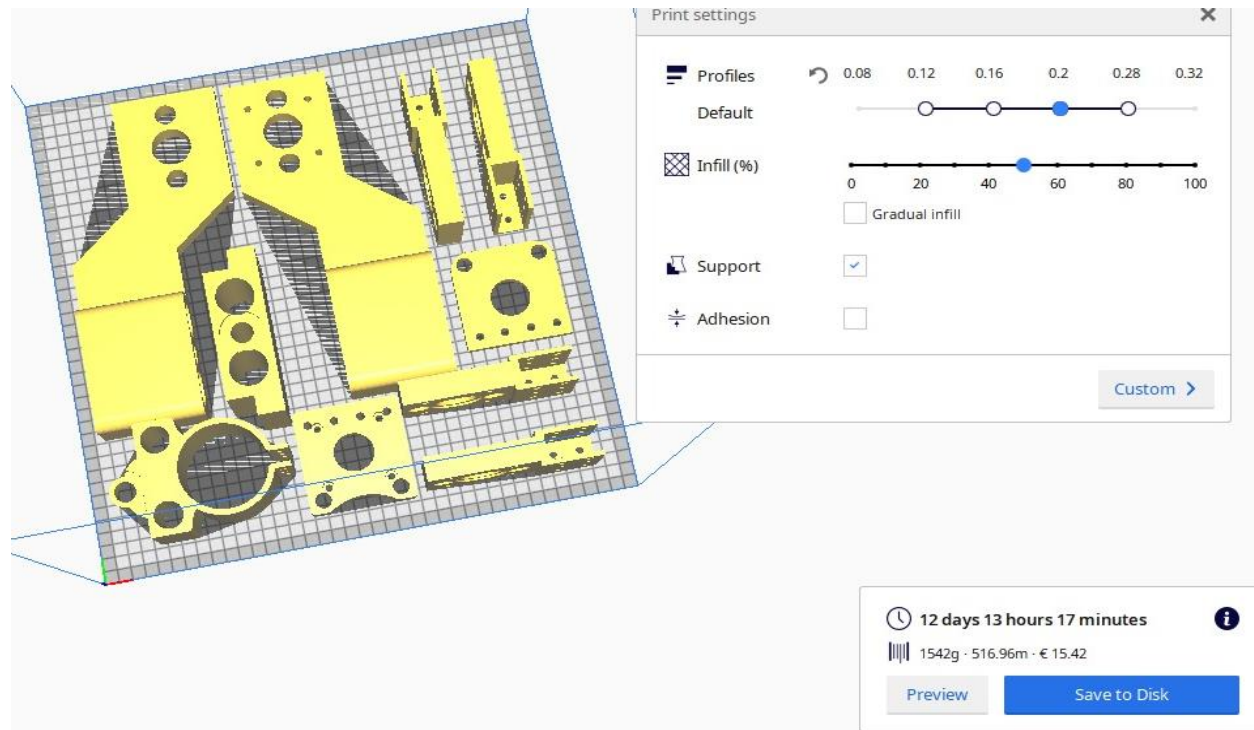 Print settings
Profiles 0.08 0.12 0.16 0.2 0.28 0.32
Default
Infill (%)
0 20 40 60 80 100
Gradual infill
Support
Adhesion
Custom
12 days 13 hours 17 minutes
1542g · 516.96m · € 15.42
Preview Save to Disk